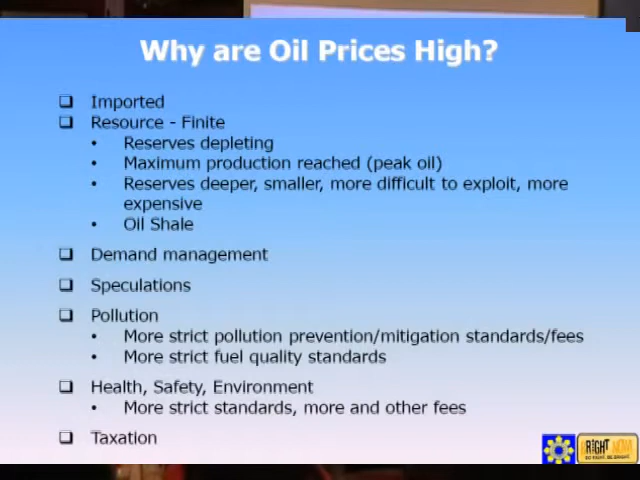 Why are Oil Prices High?
❑ Imported
❑ Resource - Finite
• Reserves depleting
• Maximum production reached (peak oil)
• Reserves deeper, smaller, more difficult to exploit, more
expensive
• Oil Shale
❑ Demand management
❑ Speculations
❑ Pollution
• More strict pollution prevention/mitigation standards/fees
• More strict fuel quality standards
❑ Health, Safety, Environment
• More strict standards, more and other fees
❑ Taxation
RIGHT NOW